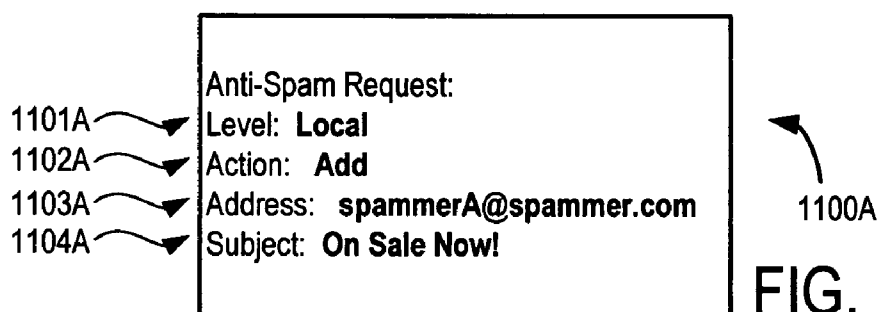 Anti-Spam Request:
1101A Level: Local
1102A Action: Add
1103A Address: spammerA@spammer.com
1100A
1104A Subject: On Sale Now!
FIG.